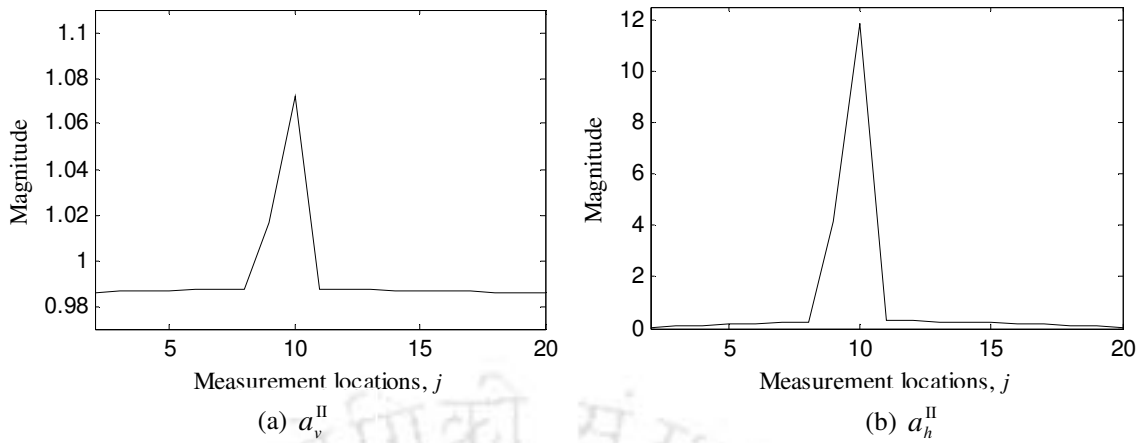 1.1
1.08
1.06
1.04
1.02
1
0.98
Magnitude
5 10 15 20
Measurement locations, j
(a) a_v^II
12
10
8
6
4
2
0
Magnitude
5 10 15 20
Measurement locations, j
(b) a_h^II